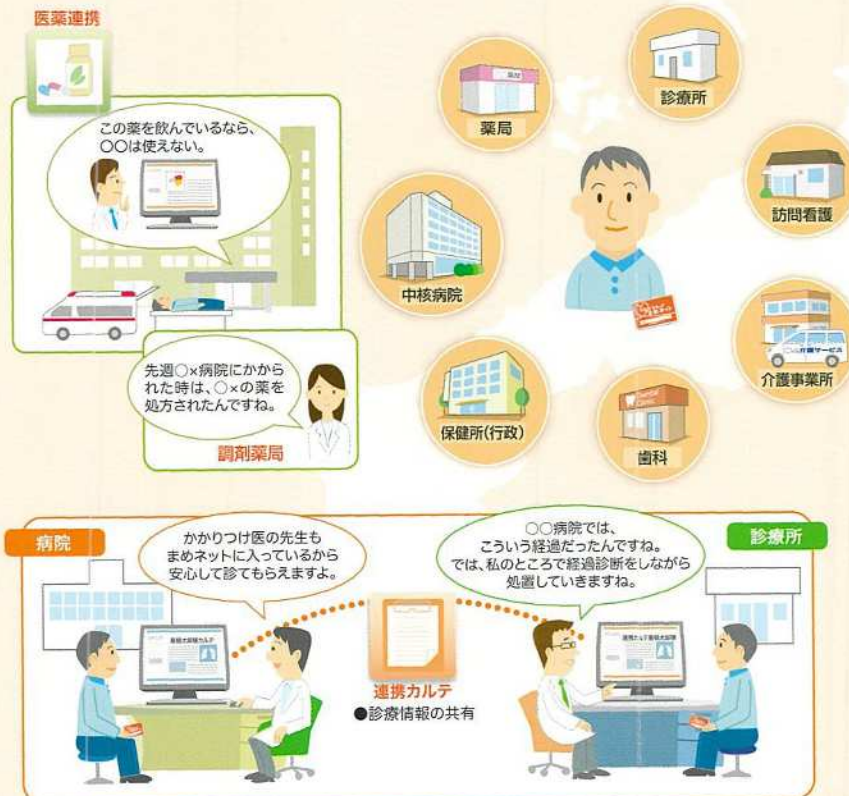 医薬連携
この薬を飲んでいるなら、
〇〇は使えない。
先週○×病院にかから
れた時は、○×の薬を
処方されたんですね。
調剤薬局
薬局
診療所
訪問看護
介護事業所
歯科
保健所(行政)
中核病院
病院
かかりつけ医の先生も
まめネットに入っているから
安心して診てもらえますよ。
連携カルテ
●診療情報の共有
〇〇病院では、
こういう経過だったんですね。
では、私のところで経過診断をしながら
処置していきますね。
診療所